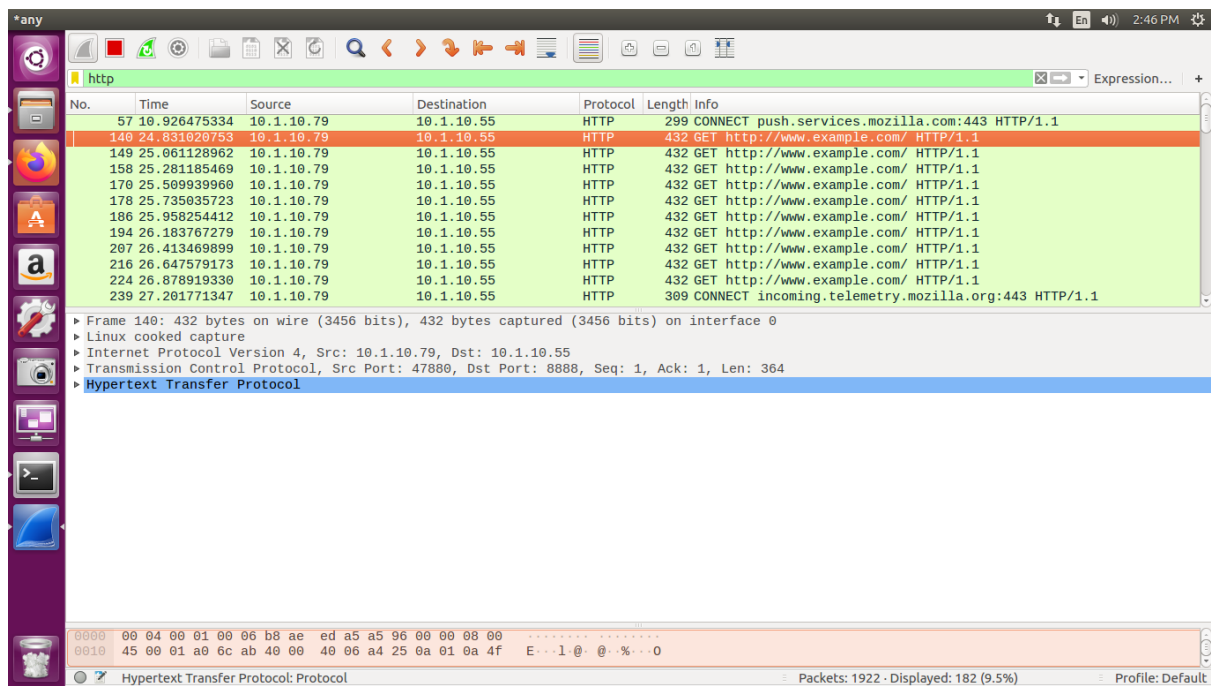 *any En 2:46 PM
http Expression... +
No. Time Source Destination Protocol Length Info
57 10.926475334 10.1.10.79 10.1.10.55 HTTP 299 CONNECT push.services.mozilla.com:443 HTTP/1.1
140 24.831020753 10.1.10.79 10.1.10.55 HTTP 432 GET http://www.example.com/ HTTP/1.1
149 25.061128962 10.1.10.79 10.1.10.55 HTTP 432 GET http://www.example.com/ HTTP/1.1
158 25.281185469 10.1.10.79 10.1.10.55 HTTP 432 GET http://www.example.com/ HTTP/1.1
170 25.509939960 10.1.10.79 10.1.10.55 HTTP 432 GET http://www.example.com/ HTTP/1.1
178 25.735035723 10.1.10.79 10.1.10.55 HTTP 432 GET http://www.example.com/ HTTP/1.1
186 25.958254412 10.1.10.79 10.1.10.55 HTTP 432 GET http://www.example.com/ HTTP/1.1
194 26.183767279 10.1.10.79 10.1.10.55 HTTP 432 GET http://www.example.com/ HTTP/1.1
207 26.413469899 10.1.10.79 10.1.10.55 HTTP 432 GET http://www.example.com/ HTTP/1.1
216 26.647579173 10.1.10.79 10.1.10.55 HTTP 432 GET http://www.example.com/ HTTP/1.1
224 26.878919330 10.1.10.79 10.1.10.55 HTTP 432 GET http://www.example.com/ HTTP/1.1
239 27.201771347 10.1.10.79 10.1.10.55 HTTP 309 CONNECT incoming.telemetry.mozilla.org:443 HTTP/1.1
Frame 140: 432 bytes on wire (3456 bits), 432 bytes captured (3456 bits) on interface 0
Linux cooked capture
Internet Protocol Version 4, Src: 10.1.10.79, Dst: 10.1.10.55
Transmission Control Protocol, Src Port: 47880, Dst Port: 8888, Seq: 1, Ack: 1, Len: 364
Hypertext Transfer Protocol
0000 00 04 00 01 00 06 b8 ae ed a5 a5 96 00 00 08 00 ········ ········
0010 45 00 01 a0 6c ab 40 00 40 06 a4 25 0a 01 0a 4f E···l·@· @··%···O
Hypertext Transfer Protocol: Protocol Packets: 1922 · Displayed: 182 (9.5%) Profile: Default